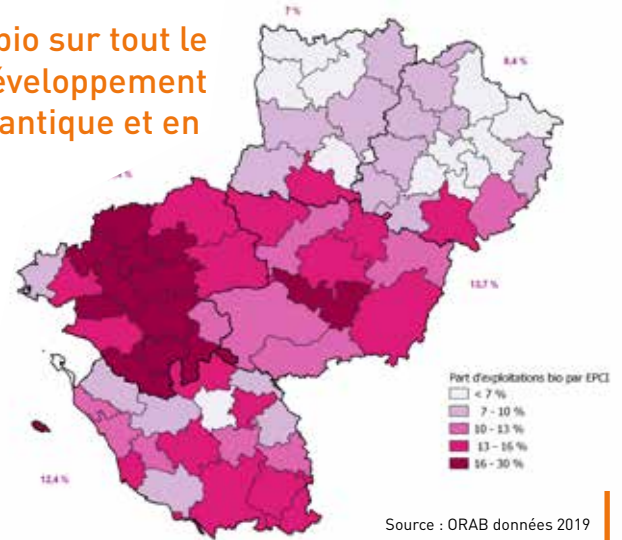 bio sur tout le
éveloppement
antique et en
7 %
8,4 %
13,7 %
12,4 %
Part d'exploitations bio par EPCI
< 7 %
7 - 10 %
10 - 13 %
13 - 16 %
16 - 30 %
Source : ORAB données 2019